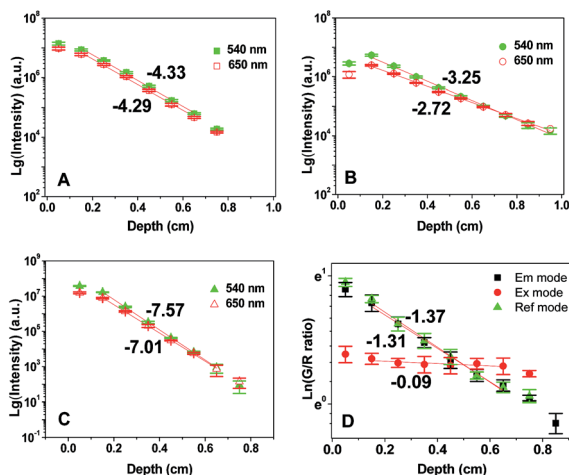 10^8
10^6
10^4
10^2
Lg(Intensity) (a.u.)
540 nm
650 nm
-4.33
-4.29
A
0.0 0.2 0.4 0.6 0.8 1.0
Depth (cm)
10^8
10^6
10^4
10^2
Lg(Intensity) (a.u.)
540 nm
650 nm
-3.25
-2.72
B
0.0 0.2 0.4 0.6 0.8 1.0
Depth (cm)
10^9
10^7
10^5
10^3
10^1
10^-1
Lg(Intensity) (a.u.)
540 nm
650 nm
-7.57
-7.01
C
0.0 0.2 0.4 0.6 0.8
Depth (cm)
e^1
e^0
Ln(G/R ratio)
Em mode
Ex mode
Ref mode
-1.37
-1.31
-0.09
D
0.0 0.2 0.4 0.6 0.8
Depth (cm)